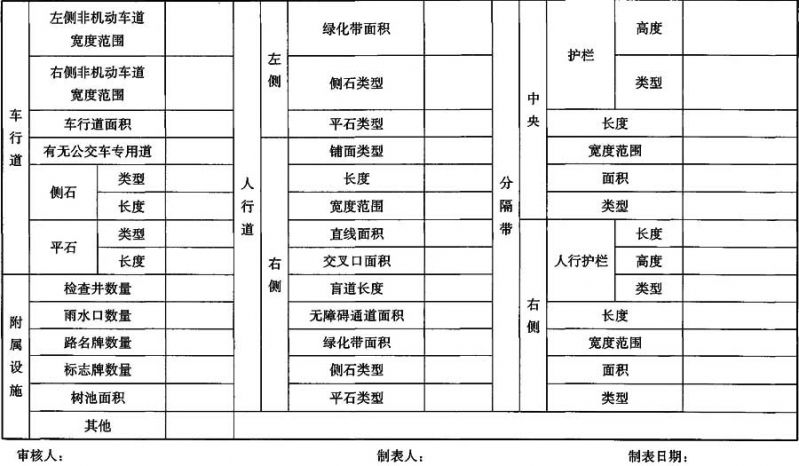 车行道
左侧非机动车道
宽度范围
右侧非机动车道
宽度范围
车行道面积
有无公交车专用道
侧石
类型
长度
平石
类型
长度
附属设施
检查井数量
雨水口数量
路名牌数量
标志牌数量
树池面积
其他
人行道
左侧
绿化带面积
侧石类型
平石类型
右侧
铺面类型
长度
宽度范围
直线面积
交叉口面积
盲道长度
无障碍通道面积
绿化带面积
侧石类型
平石类型
分隔带
中央
护栏
高度
类型
长度
宽度范围
面积
类型
右侧
人行护栏
长度
高度
类型
长度
宽度范围
面积
类型
审核人：
制表人：
制表日期：